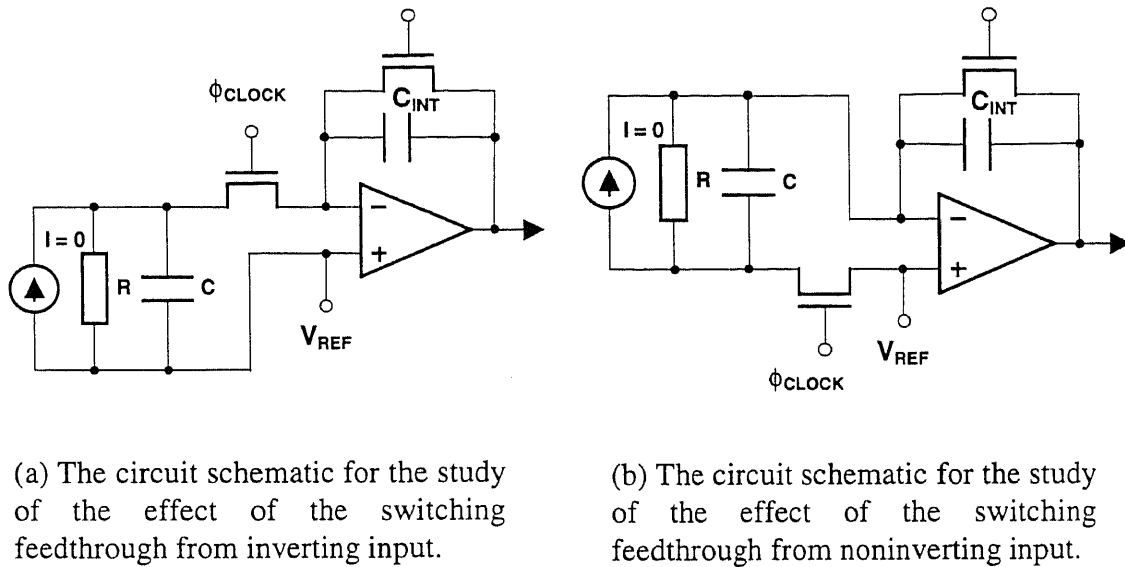 ϕCLOCK
CINT
I = 0
R
C
−
+
VREF
CINT
I = 0
R
C
−
+
VREF
ϕCLOCK
(a) The circuit schematic for the study
of the effect of the switching
feedthrough from inverting input.
(b) The circuit schematic for the study
of the effect of the switching
feedthrough from noninverting input.